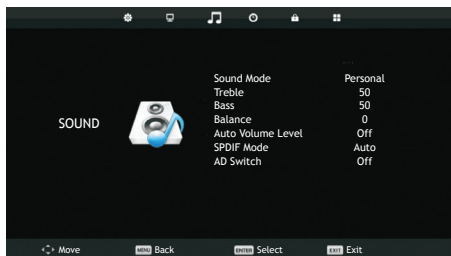 SOUND
Sound Mode Personal
Treble 50
Bass 50
Balance 0
Auto Volume Level Off
SPDIF Mode Auto
AD Switch Off
Move MENU Back ENTER Select EXIT Exit